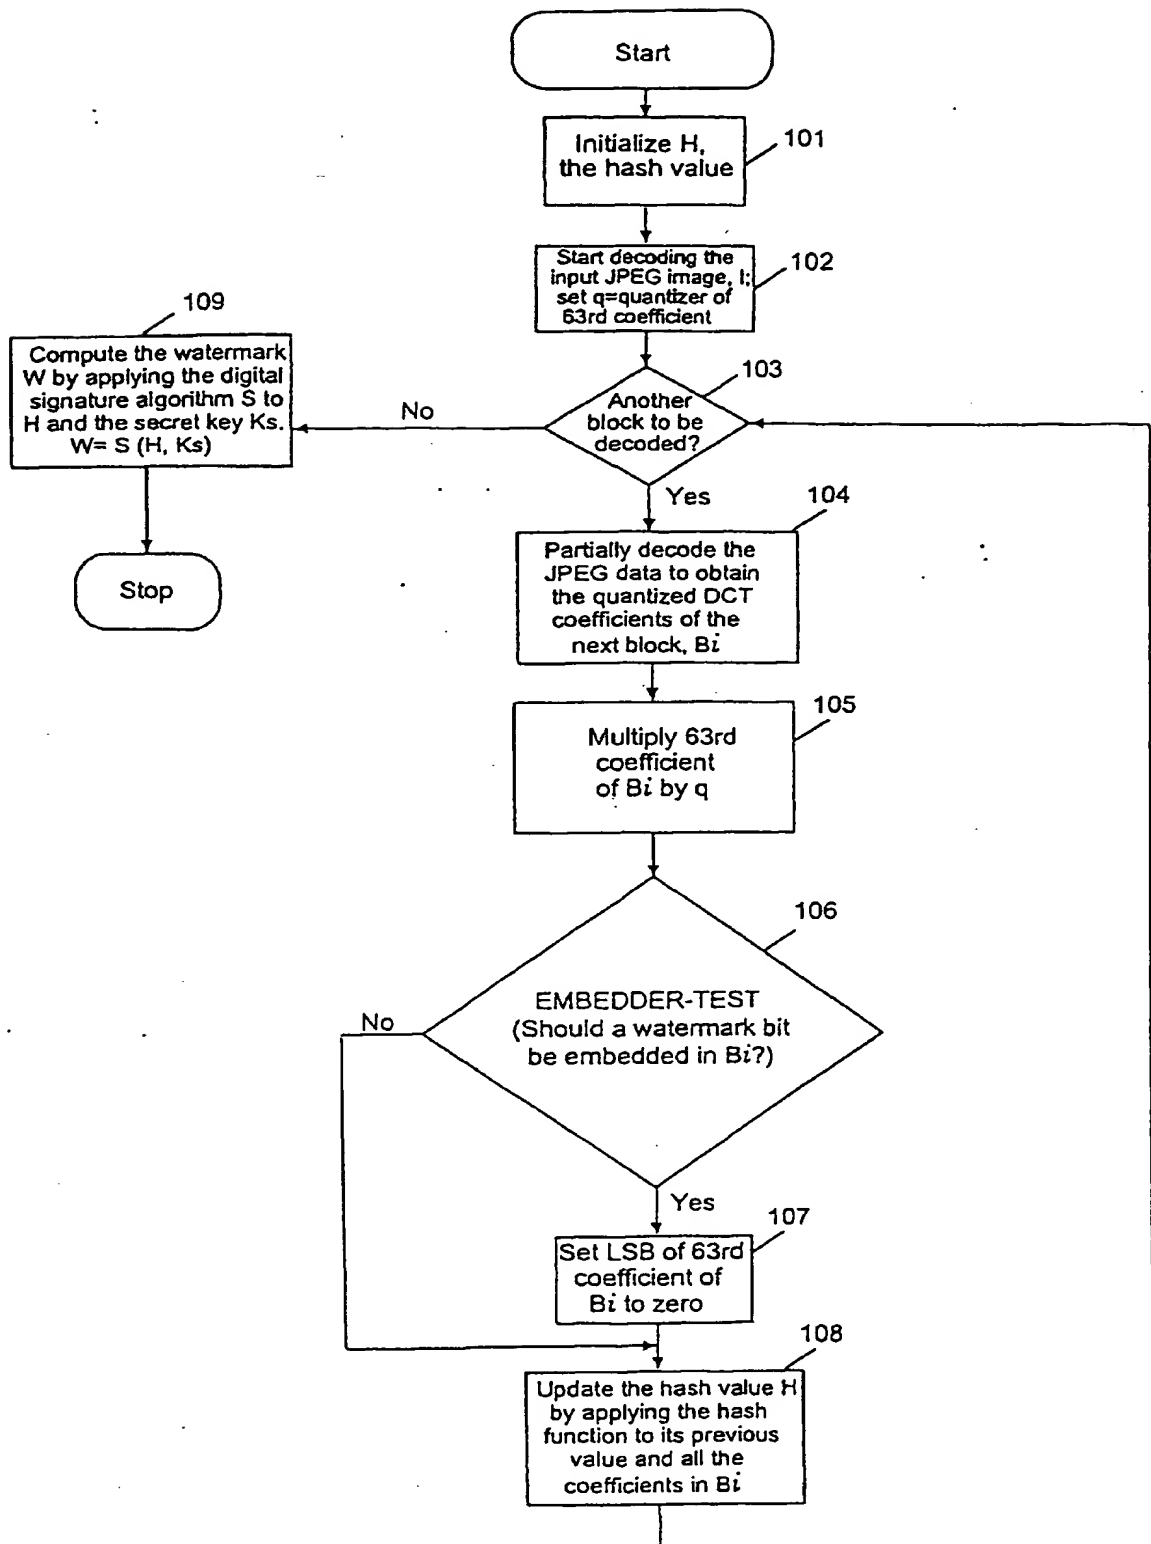 Start
Initialize H,
the hash value
101
Start decoding the
input JPEG image, I;
set q=quantizer of
63rd coefficient
102
109
Compute the watermark
W by applying the digital
signature algorithm S to
H and the secret key Ks.
W= S (H, Ks)
Stop
No
103
Another
block to be
decoded?
Yes
104
Partially decode the
JPEG data to obtain
the quantized DCT
coefficients of the
next block, Bi
105
Multiply 63rd
coefficient
of Bi by q
106
EMBEDDER-TEST
(Should a watermark bit
be embedded in Bi?)
No
Yes
107
Set LSB of 63rd
coefficient of
Bi to zero
108
Update the hash value H
by applying the hash
function to its previous
value and all the
coefficients in Bi